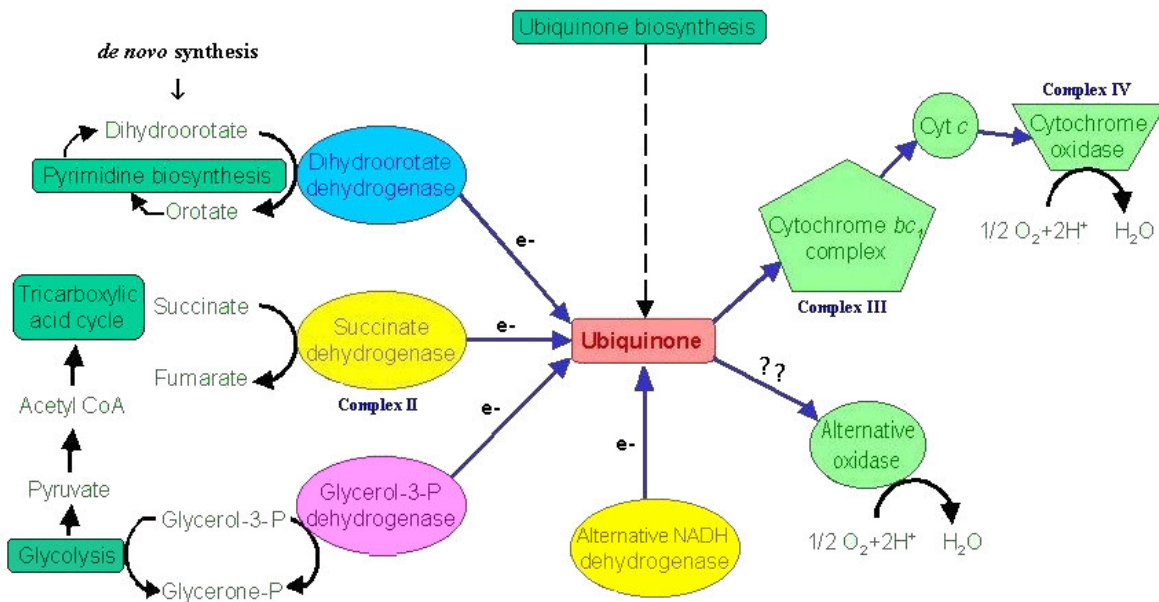 Ubiquinone biosynthesis
de novo synthesis
↓
Dihydroorotate
Pyrimidine biosynthesis
Orotate
Dihydroorotate
dehydrogenase
e-
Complex IV
Cyt c
Cytochrome
oxidase
1/2 O₂+2H⁺
H₂O
Cytochrome bc₁
complex
Complex III
Tricarboxylic
acid cycle
Succinate
Fumarate
Succinate
dehydrogenase
Complex II
e-
Ubiquinone
??
Acetyl CoA
Pyruvate
Glycolysis
Glycerol-3-P
Glycerone-P
Glycerol-3-P
dehydrogenase
e-
e-
Alternative NADH
dehydrogenase
Alternative
oxidase
1/2 O₂+2H⁺
H₂O